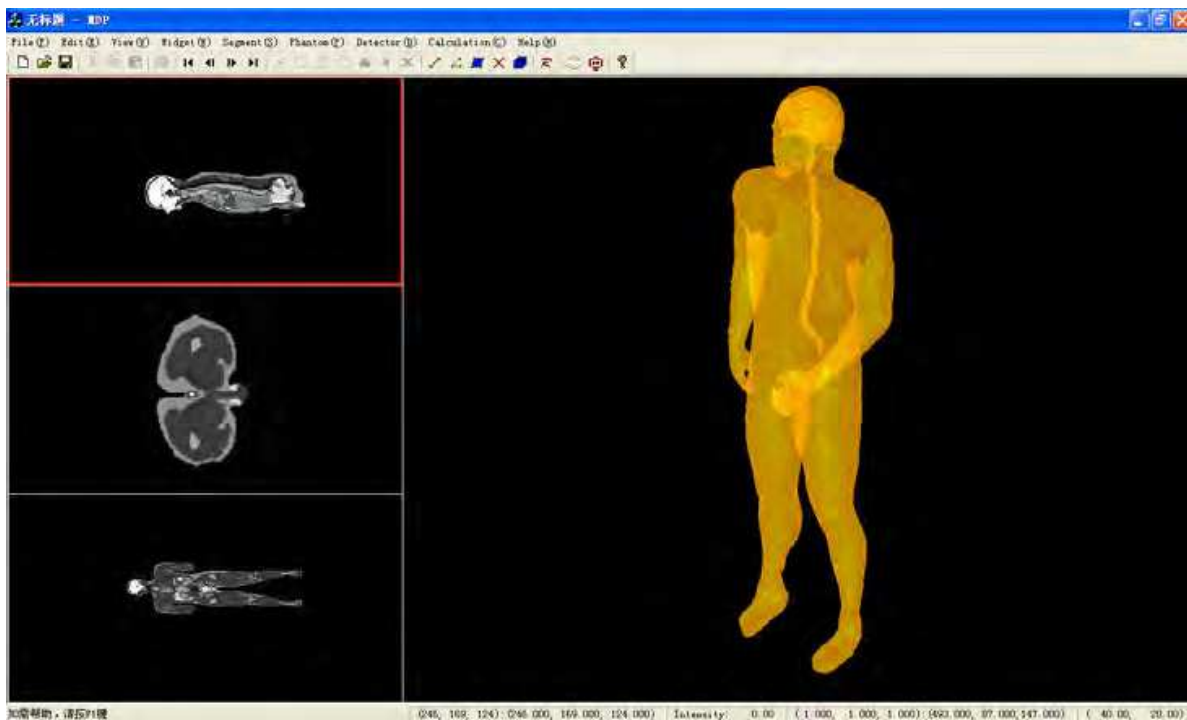 无标题 - MDP
File(F) Edit(E) View(V) Widget(W) Segment(S) Phantom(P) Detector(D) Calculation(C) Help(H)
如需帮助，请按F1键 (246, 169, 124):(246.000, 169.000, 124.000) Intensity: 0.00 (1.000, 1.000, 1.000):(493.000, 87.000,147.000) ( 40.00, 20.00)